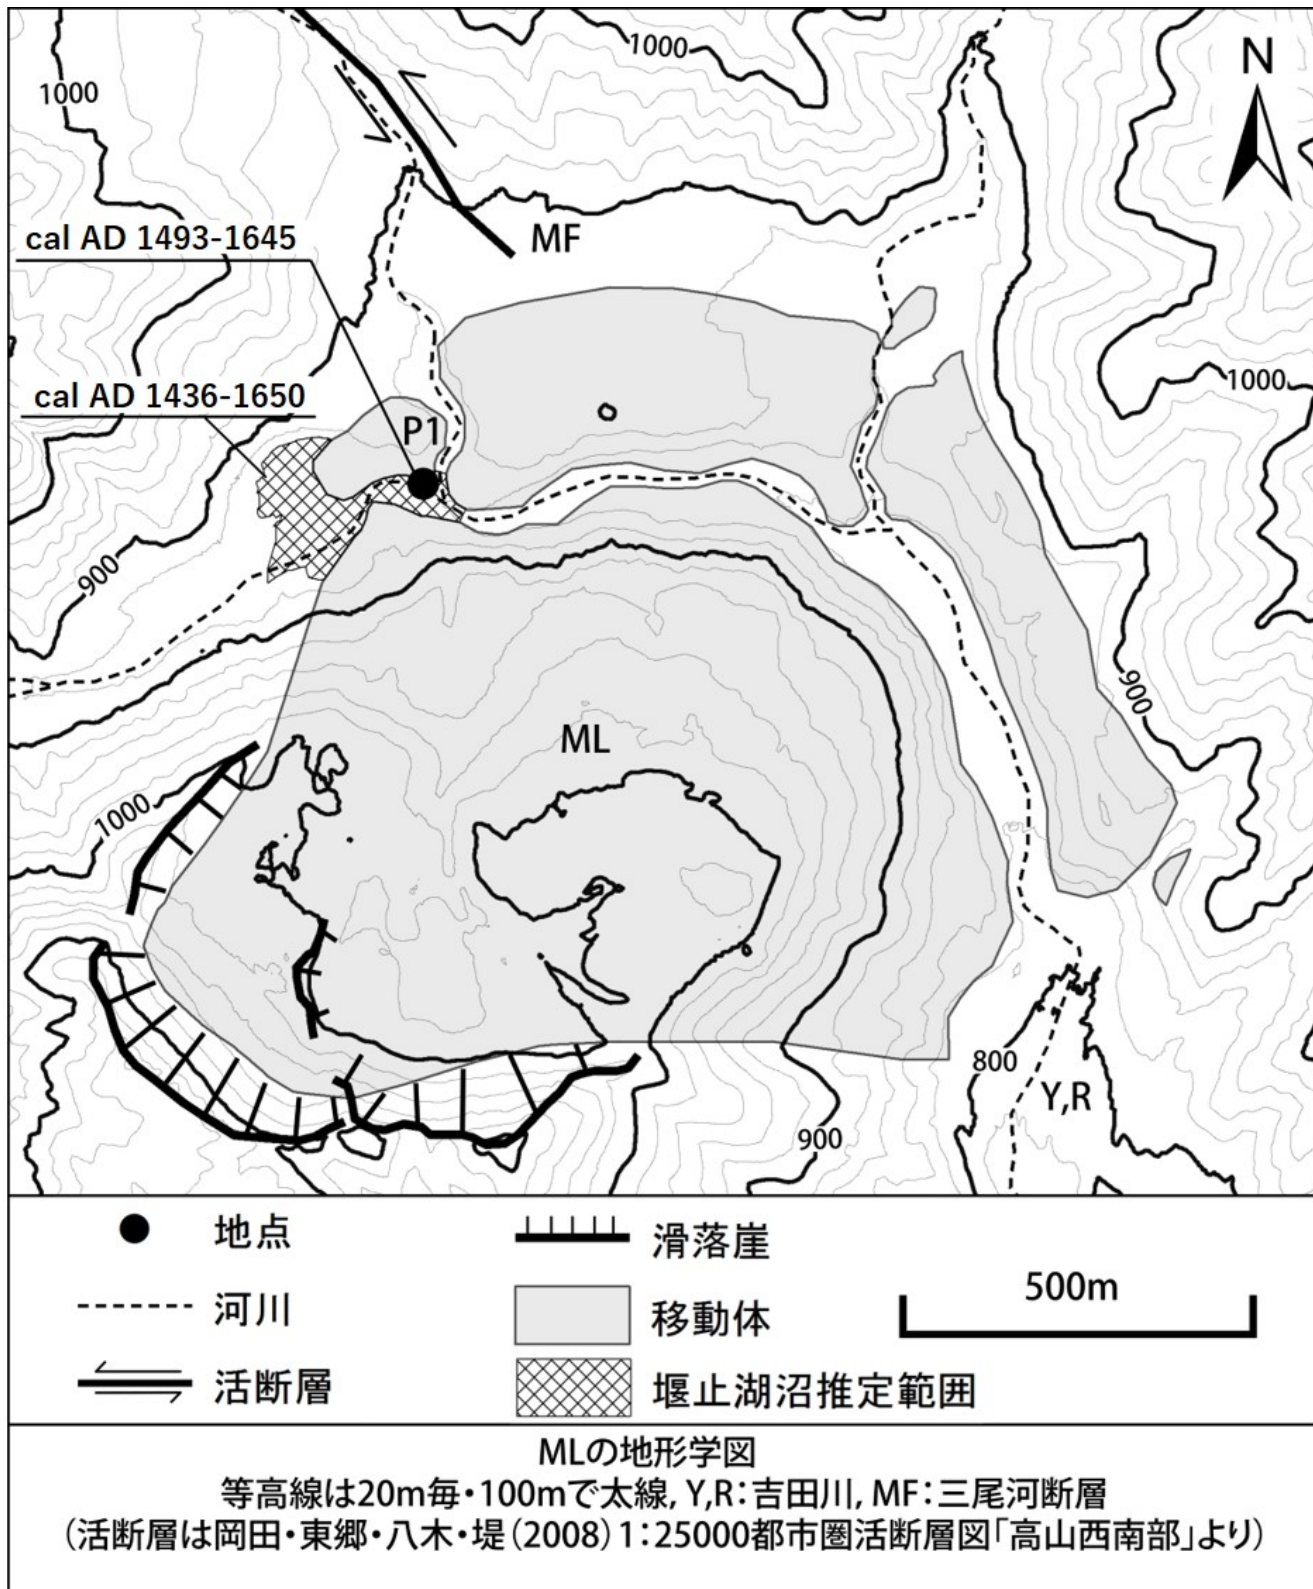 1000
1000
N
cal AD 1493-1645
MF
cal AD 1436-1650
1000
P1
900
900
ML
1000
800
Y,R
900
地点
滑落崖
河川
移動体
500m
活断層
堰止湖沼推定範囲
MLの地形学図
等高線は20m毎・100mで太線, Y,R：吉田川, MF：三尾河断層
（活断層は岡田・東郷・八木・堤（2008）1：25000都市圏活断層図「高山西南部」より）